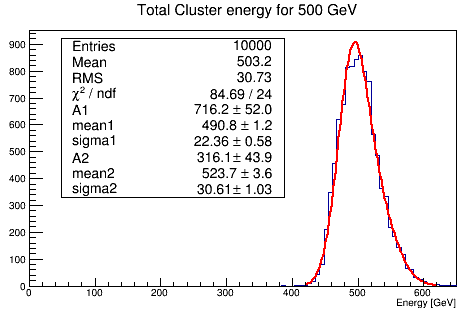 Total Cluster energy for 500 GeV
Entries 10000
Mean 503.2
RMS 30.73
χ² / ndf 84.69 / 24
A1 716.2 ± 52.0
mean1 490.8 ± 1.2
sigma1 22.36 ± 0.58
A2 316.1 ± 43.9
mean2 523.7 ± 3.6
sigma2 30.61 ± 1.03
900
800
700
600
500
400
300
200
100
0
0 100 200 300 400 500 600
Energy [GeV]